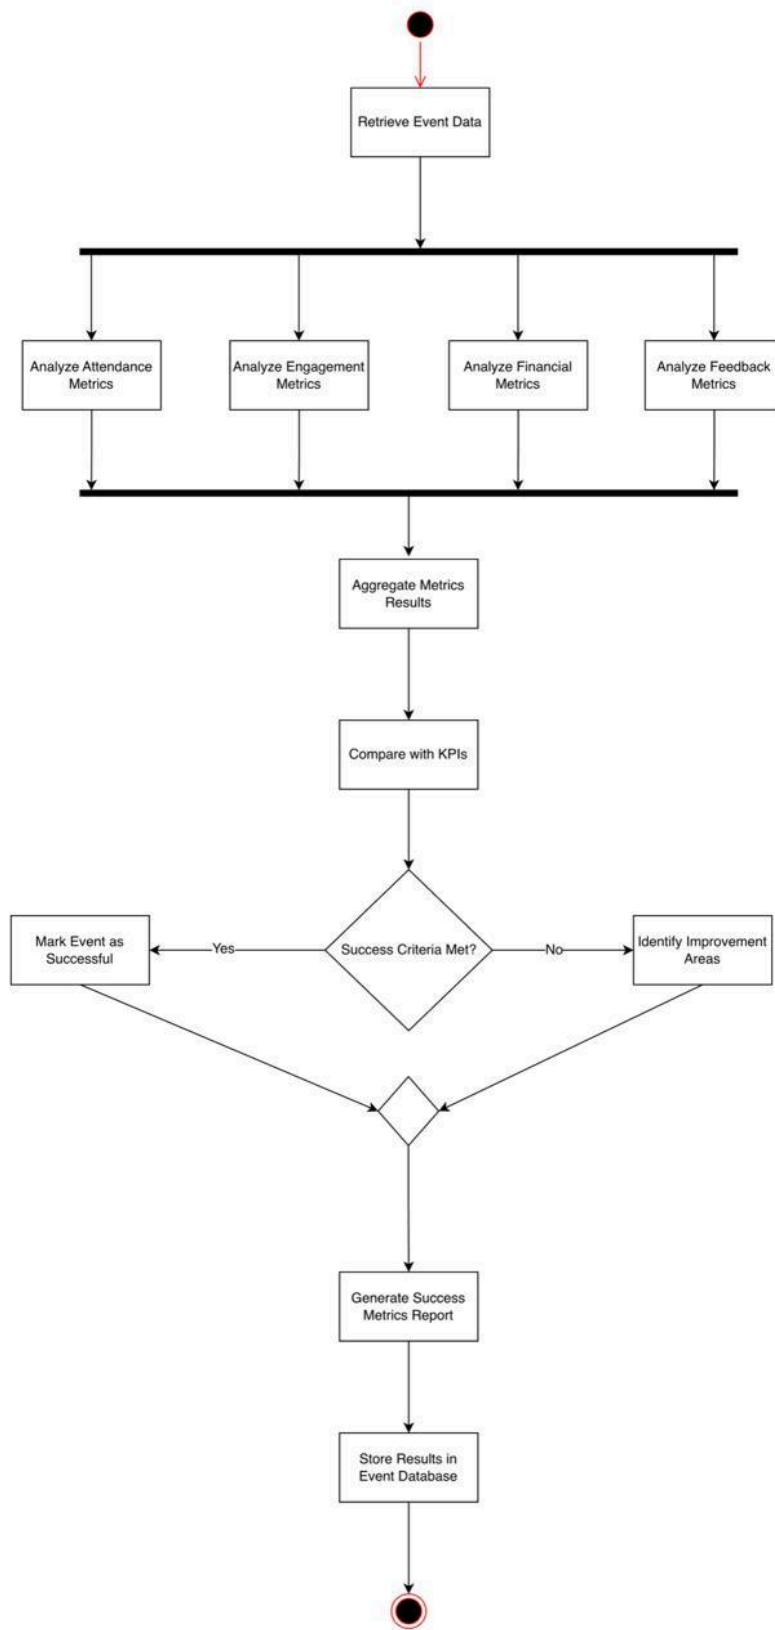 Retrieve Event Data
Analyze Attendance
Metrics
Analyze Engagement
Metrics
Analyze Financial
Metrics
Analyze Feedback
Metrics
Aggregate Metrics
Results
Compare with KPIs
Mark Event as
Successful
Yes
Success Criteria Met?
No
Identify Improvement
Areas
Generate Success
Metrics Report
Store Results in
Event Database